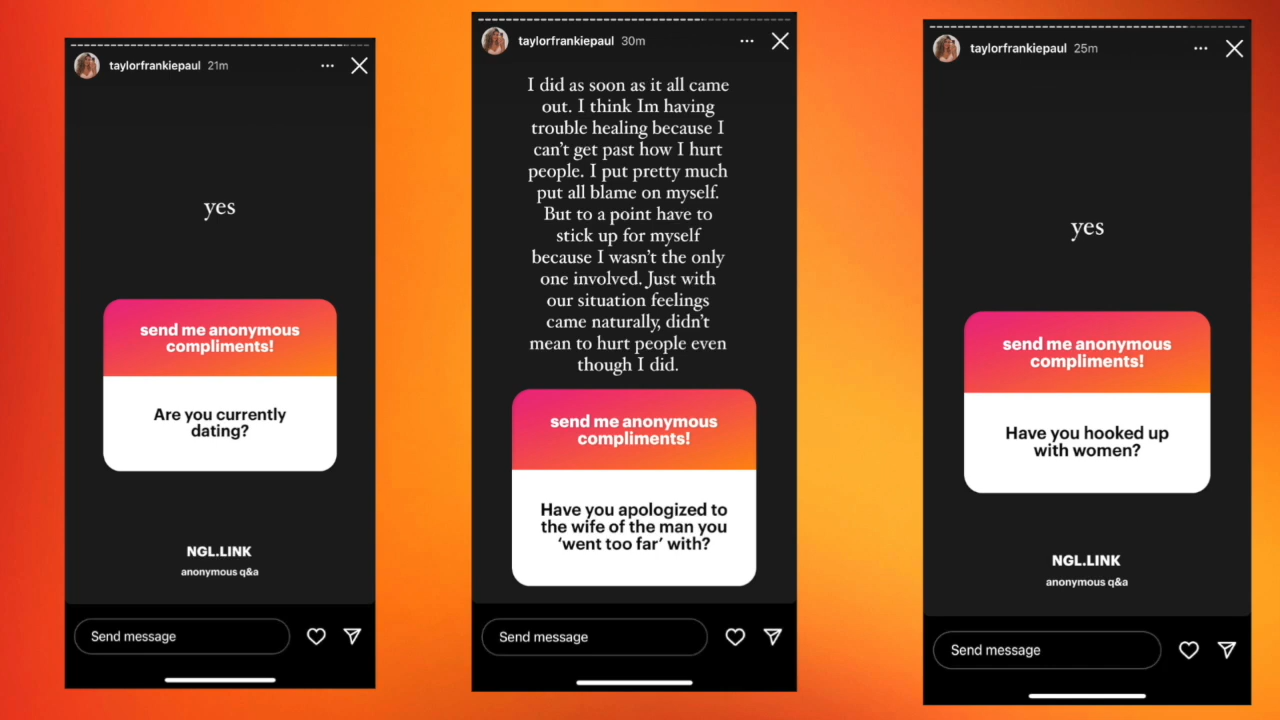 taylorfrankiepaul 21m
yes
send me anonymous
compliments!
Are you currently
dating?
NGL.LINK
anonymous q&a
Send message
taylorfrankiepaul 30m
I did as soon as it all came
out. I think Im having
trouble healing because I
can't get past how I hurt
people. I put pretty much
put all blame on myself.
But to a point have to
stick up for myself
because I wasn't the only
one involved. Just with
our situation feelings
came naturally, didn't
mean to hurt people even
though I did.
send me anonymous
compliments!
Have you apologized to
the wife of the man you
'went too far' with?
Send message
taylorfrankiepaul 25m
yes
send me anonymous
compliments!
Have you hooked up
with women?
NGL.LINK
anonymous q&a
Send message